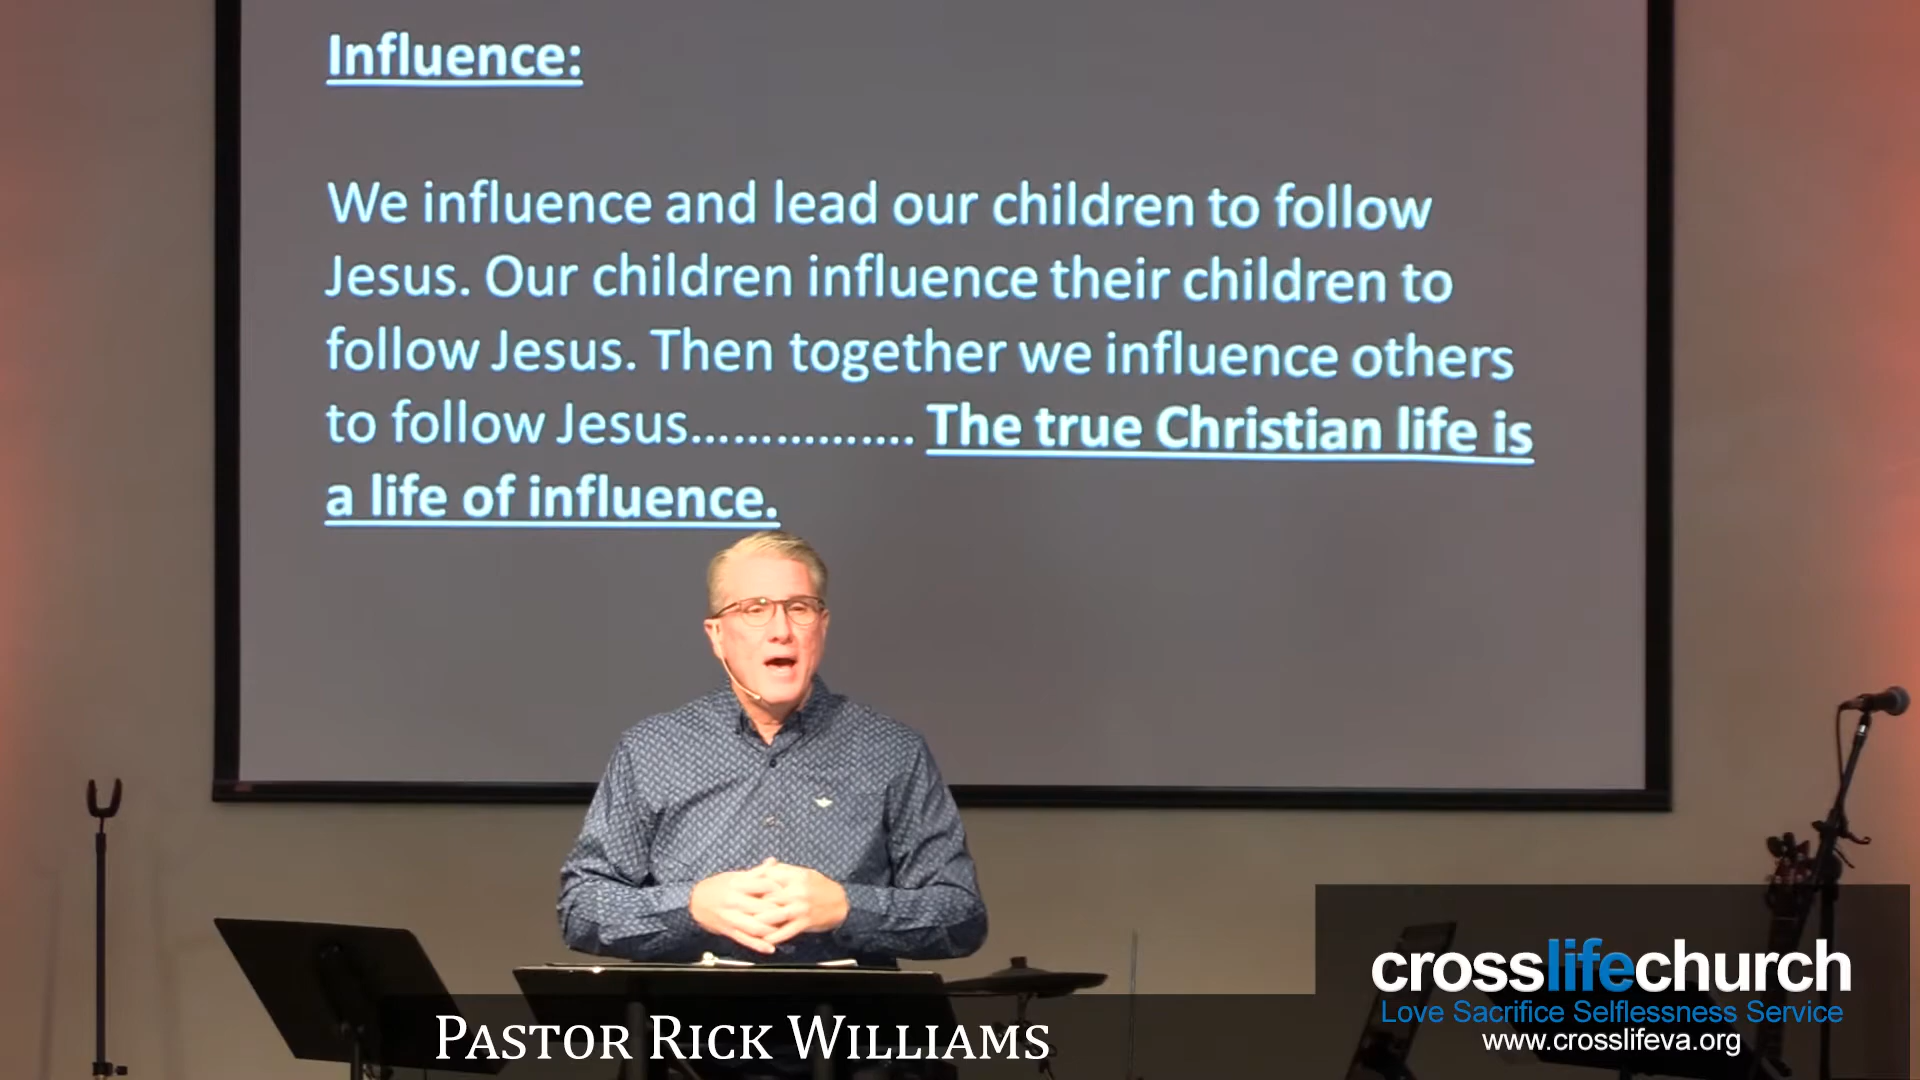 Influence:
We influence and lead our children to follow
Jesus. Our children influence their children to
follow Jesus. Then together we influence others
to follow Jesus................ The true Christian life is
a life of influence.
PASTOR RICK WILLIAMS
crosslifechurch
Love Sacrifice Selflessness Service
www.crosslifeva.org